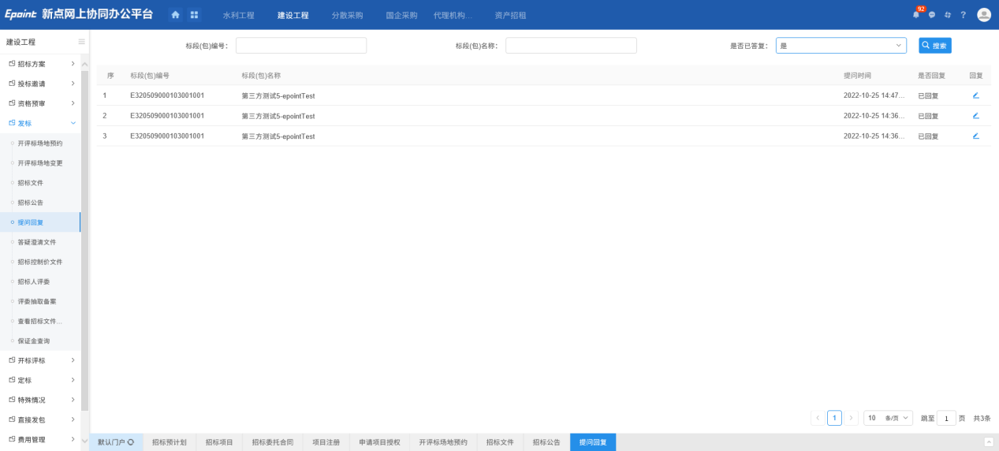 Epoint 新点网上协同办公平台
水利工程 建设工程 分散采购 国企采购 代理机构... 资产招租
92
?
建设工程
标段(包)编号: 标段(包)名称: 是否已答复: 是 搜索
招标方案
投标邀请
资格预审
发标
开评标场地预约
开评标场地变更
招标文件
招标公告
提问回复
答疑澄清文件
招标控制价文件
招标人评委
评委抽取备案
查看招标文件...
保证金查询
开标评标
定标
特殊情况
直接发包
费用管理
序 标段(包)编号 标段(包)名称 提问时间 是否回复 回复
1 E320509000103001001 第三方测试5-epointTest 2022-10-25 14:47... 已回复
2 E320509000103001001 第三方测试5-epointTest 2022-10-25 14:36... 已回复
3 E320509000103001001 第三方测试5-epointTest 2022-10-25 14:36... 已回复
1 10 条/页 跳至 1 页 共3条
默认门户 招标预计划 招标项目 招标委托合同 项目注册 申请项目授权 开评标场地预约 招标文件 招标公告 提问回复